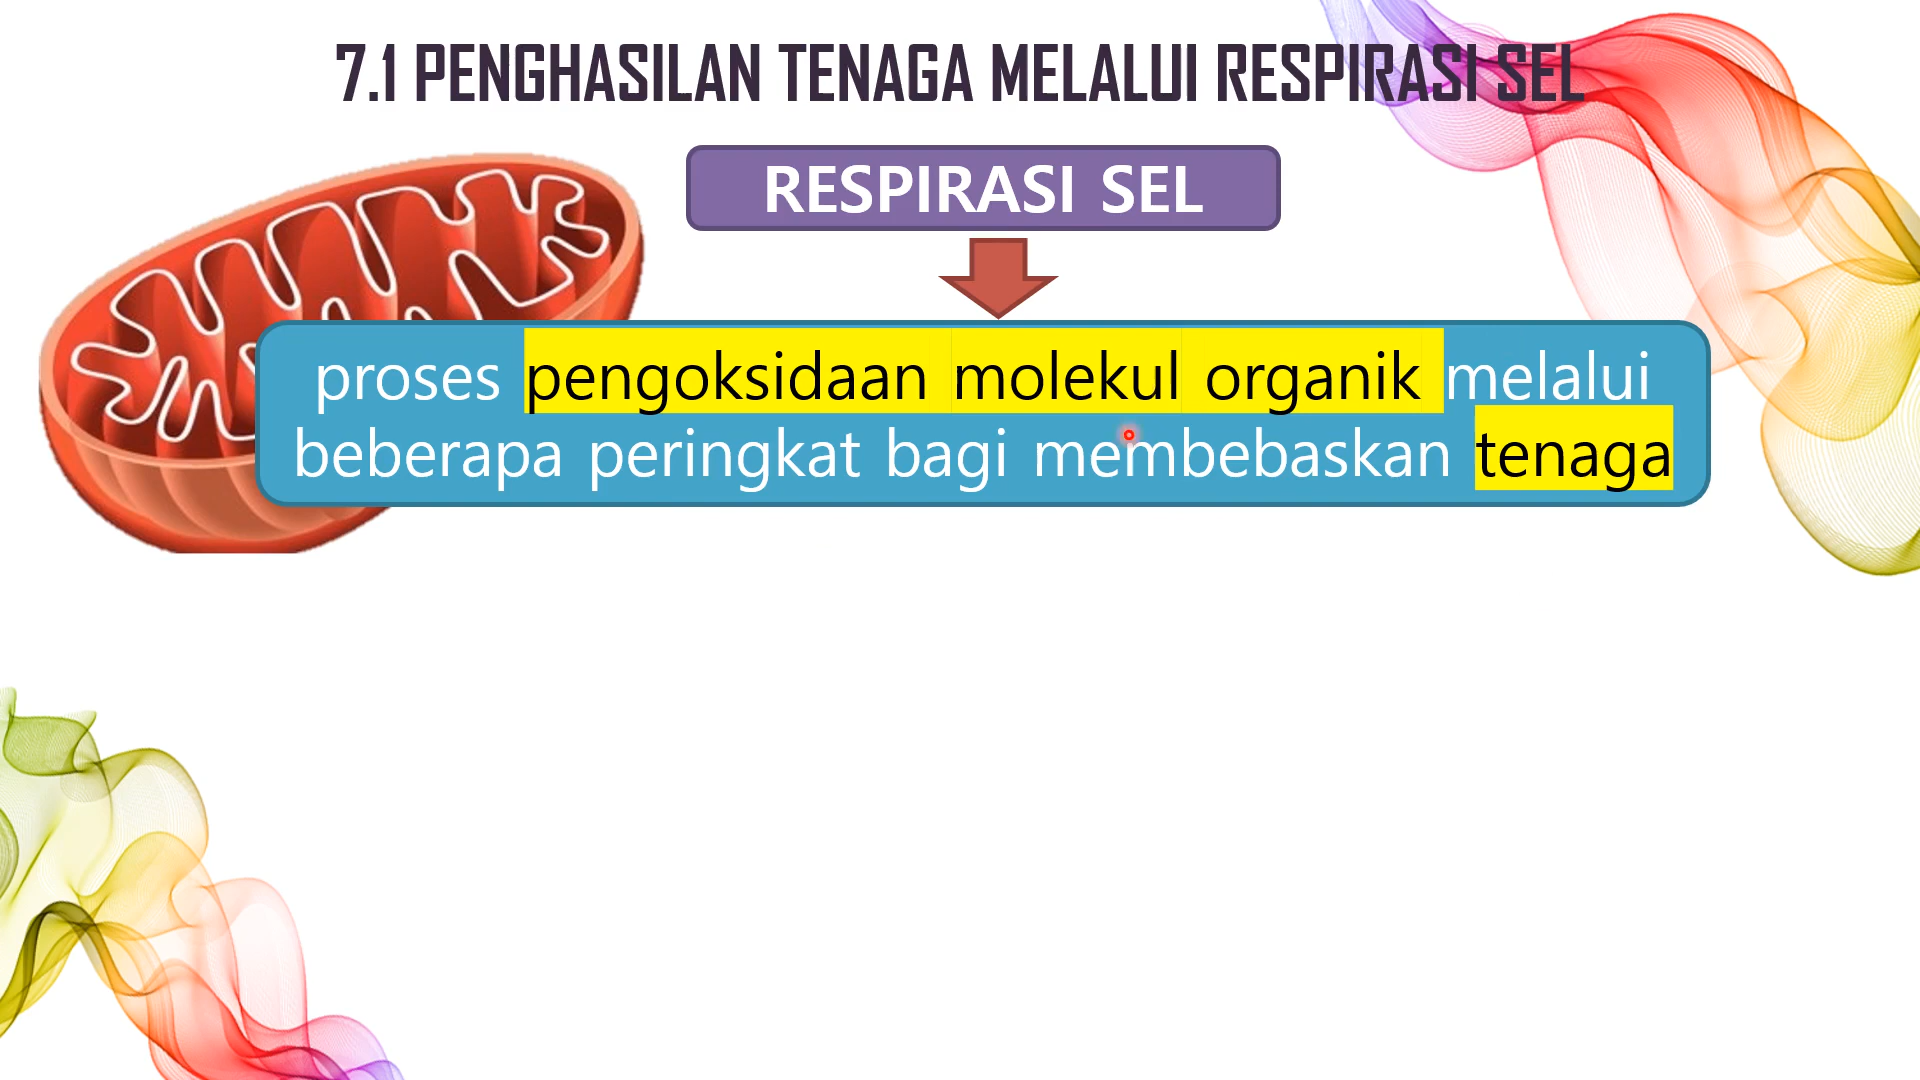 7.1 PENGHASILAN TENAGA MELALUI RESPIRASI SEL
RESPIRASI SEL
proses pengoksidaan molekul organik melalui
beberapa peringkat bagi membebaskan tenaga